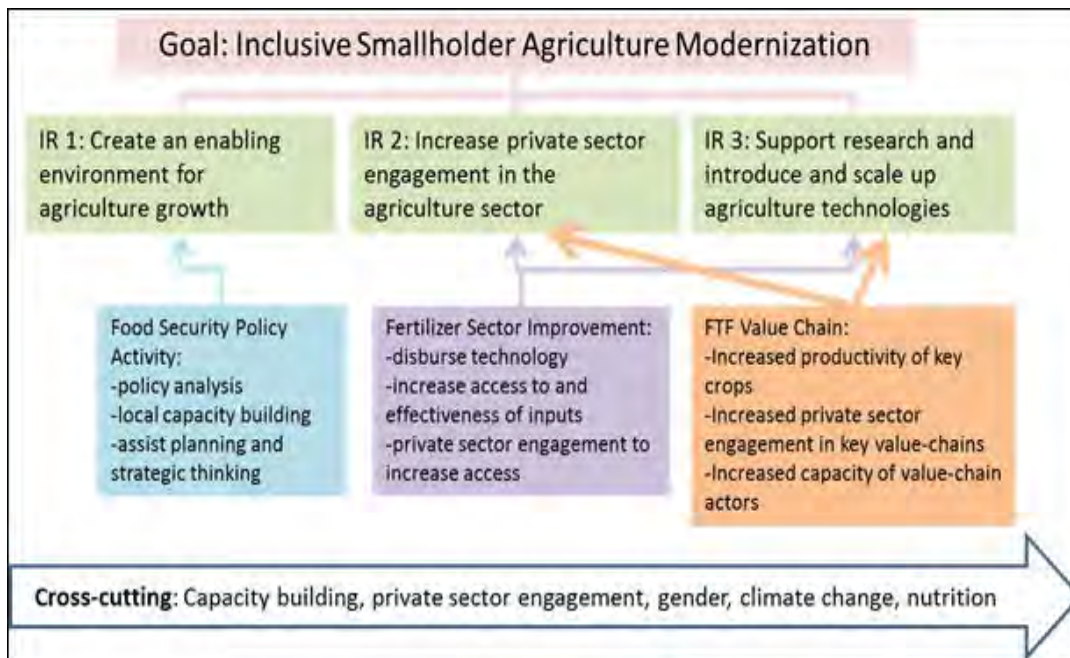 Goal: Inclusive Smallholder Agriculture Modernization
IR 1: Create an enabling
environment for
agriculture growth
IR 2: Increase private sector
engagement in the
agriculture sector
IR 3: Support research and
introduce and scale up
agriculture technologies
Food Security Policy
Activity:
-policy analysis
-local capacity building
-assist planning and
strategic thinking
Fertilizer Sector Improvement:
-disburse technology
-increase access to and
effectiveness of inputs
-private sector engagement to
increase access
FTF Value Chain:
-Increased productivity of key
crops
-Increased private sector
engagement in key value-chains
-Increased capacity of value-chain
actors
Cross-cutting: Capacity building, private sector engagement, gender, climate change, nutrition